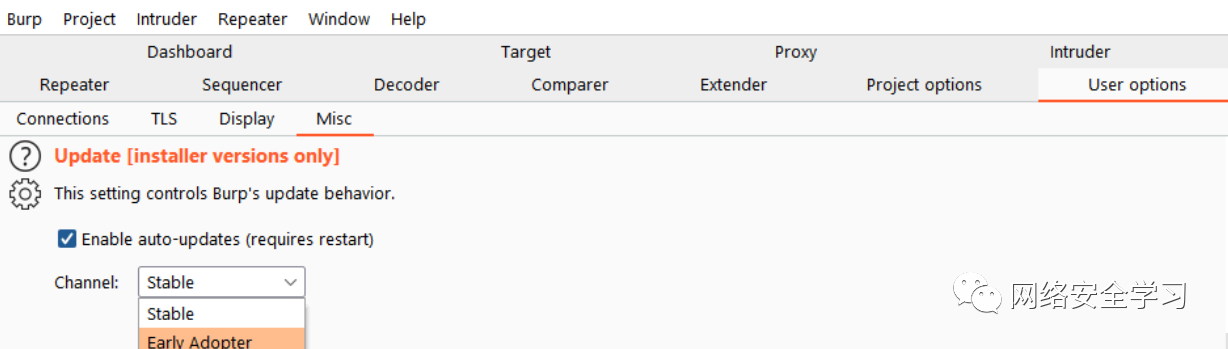 Burp Project Intruder Repeater Window Help
Dashboard Target Proxy Intruder
Repeater Sequencer Decoder Comparer Extender Project options User options
Connections TLS Display Misc
? Update [installer versions only]
This setting controls Burp's update behavior.
Enable auto-updates (requires restart)
Channel: Stable
Stable
Early Adopter
网络安全学习